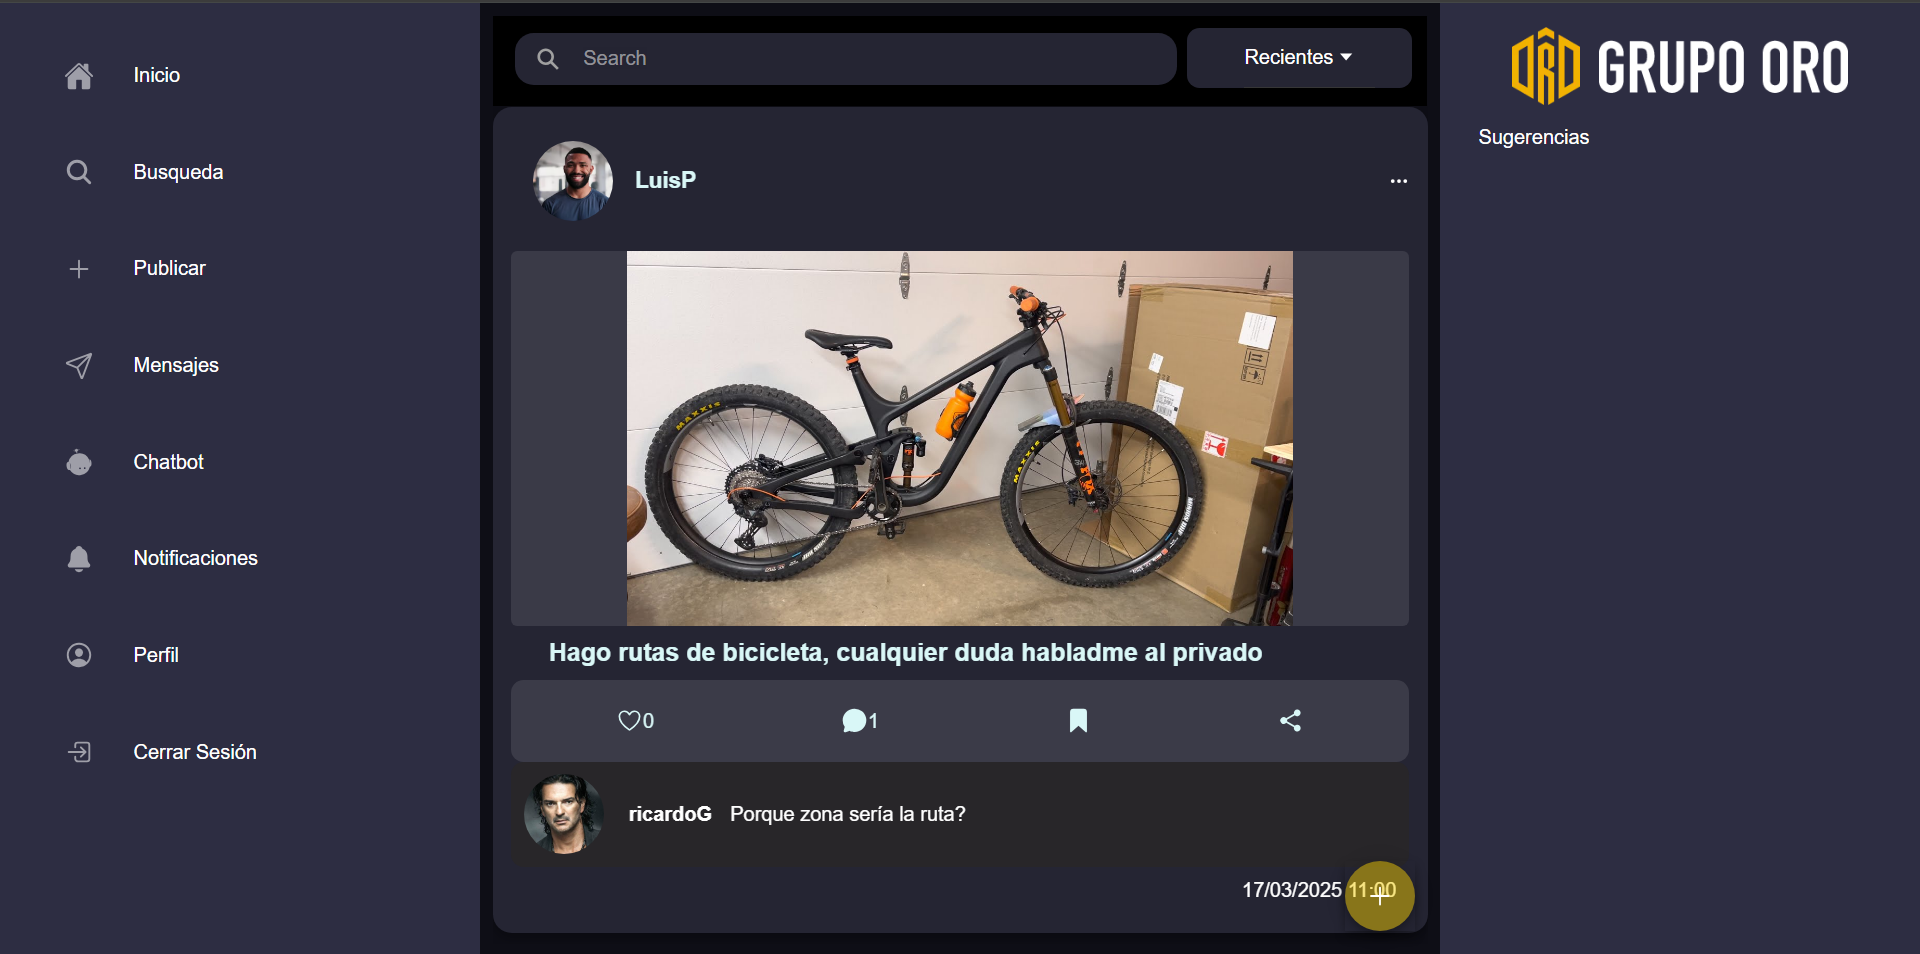 Inicio
Busqueda
Publicar
Mensajes
Chatbot
Notificaciones
Perfil
Cerrar Sesión
Search
Recientes
LuisP
MAXXIS
MAXXIS
Hago rutas de bicicleta, cualquier duda habladme al privado
0
1
ricardoG Porque zona sería la ruta?
17/03/2025 11:00
ORO GRUPO ORO
Sugerencias